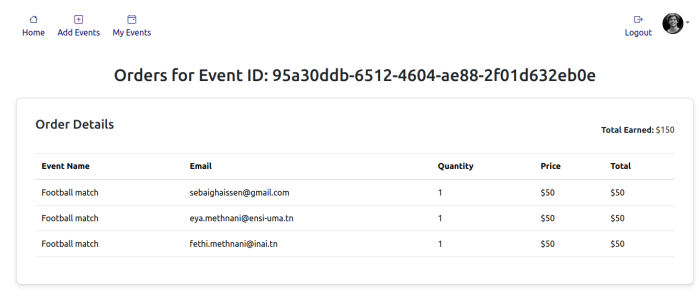 Home Add Events My Events Logout
Orders for Event ID: 95a30ddb-6512-4604-ae88-2f01d632eb0e
Order Details
Total Earned: $150
Event Name Email Quantity Price Total
Football match sebaighaissen@gmail.com 1 $50 $50
Football match eya.methnani@ensi-uma.tn 1 $50 $50
Football match fethi.methnani@inai.tn 1 $50 $50